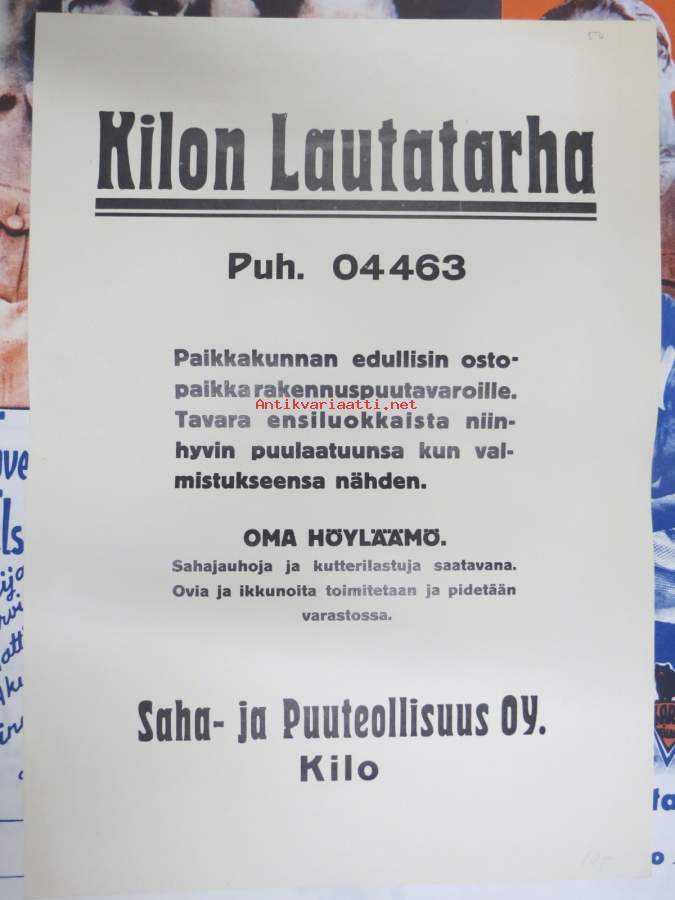 50
Kilon Lautatarha
Puh. 04463
Paikkakunnan edullisin osto-
paikka rakennuspuutavaroille.
Antikvariaatti.net
Tavara ensiluokkaista niin-
hyvin puulaatuunsa kun val-
mistukseensa nähden.
OMA HÖYLÄÄMÖ.
Sahajauhoja ja kutterilastuja saatavana.
Ovia ja ikkunoita toimitetaan ja pidetään
varastossa.
Saha- ja Puuteollisuus OY.
Kilo